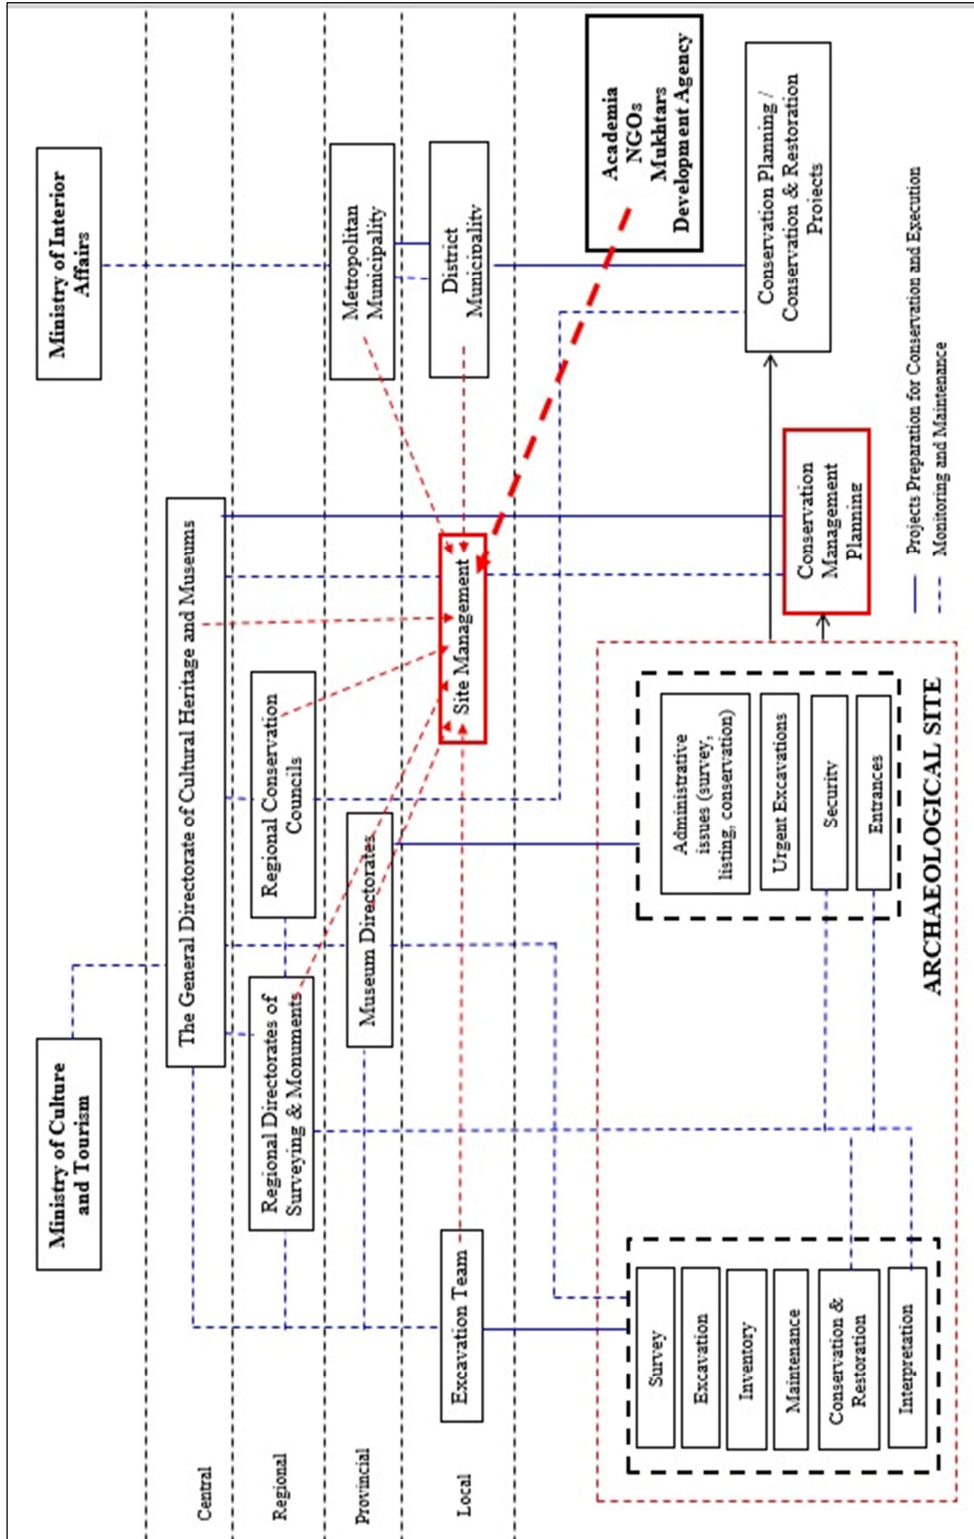 Ministry of Culture
and Tourism
Ministry of Interior
Affairs
Central
The General Directorate of Cultural Heritage and Museums
Regional
Regional Directorates of
Surveying & Monuments
Regional Conservation
Councils
Provincial
Museum Directorates
Metropolitan
Municipality
Local
Excavation Team
Site Management
District
Municipality
Academia
NGOs
Mukhtars
Development Agency
Survey
Excavation
Inventory
Maintenance
Conservation &
Restoration
Interpretation
Administrative
issues (survey,
listing, conservation)
Urgent Excavations
Security
Entrances
ARCHAEOLOGICAL SITE
Conservation
Management
Planning
Conservation Planning /
Conservation & Restoration
Projects
Projects Preparation for Conservation and Execution
Monitoring and Maintenance